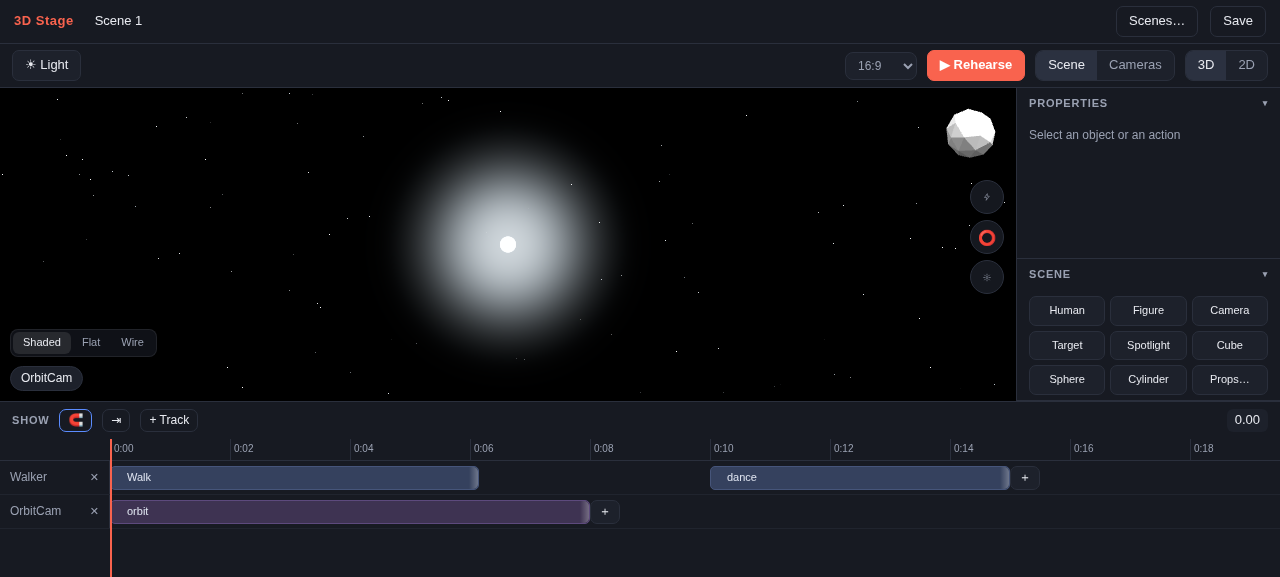 3D Stage Scene 1 Scenes… Save
☀ Light 16:9 ▶ Rehearse Scene Cameras 3D 2D
PROPERTIES ▾
Select an object or an action
SCENE ▾
Human Figure Camera
Target Spotlight Cube
Sphere Cylinder Props…
Shaded Flat Wire
OrbitCam
SHOW + Track 0.00
0:00 0:02 0:04 0:06 0:08 0:10 0:12 0:14 0:16 0:18
Walker × Walk dance +
OrbitCam × orbit +